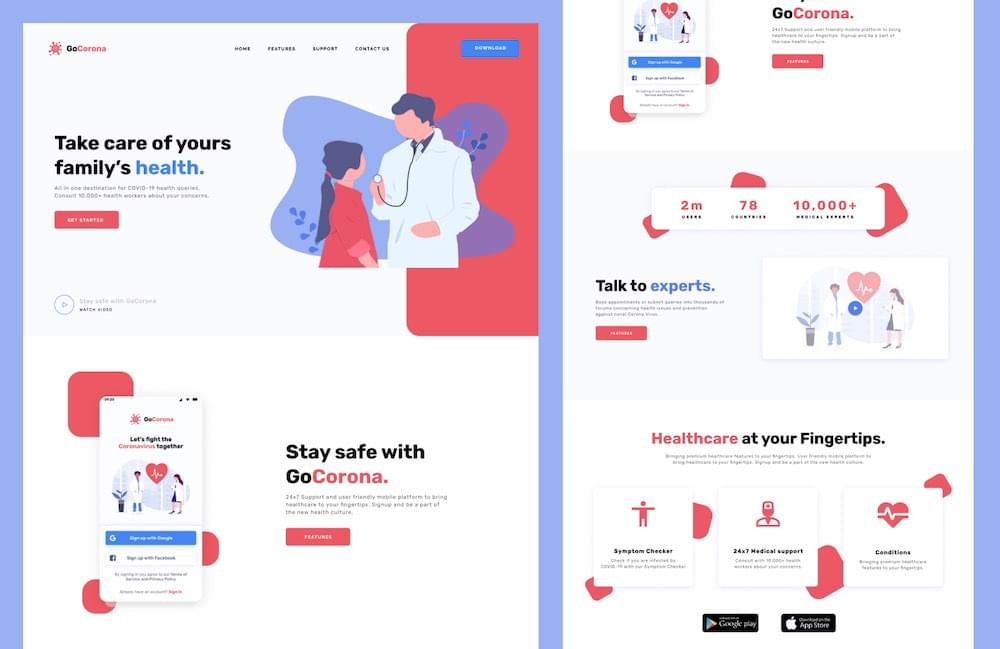 GoCorona
HOME
FEATURES
SUPPORT
CONTACT US
DOWNLOAD
Take care of yours
family's health.
All in one destination for COVID-19 health queries.
Consult 10,000+ health workers about your concerns.
GET STARTED
Stay safe with GoCorona
WATCH VIDEO
09:20
GoCorona
Let's fight the
Coronavirus together
Sign up with Google
Sign up with Facebook
By signing in you agree to our Terms of
Service and Privacy Policy
Already have an account? Sign In
Stay safe with
GoCorona.
24x7 Support and user friendly mobile platform to bring
healthcare to your fingertips. Signup and be a part of
the new health culture.
FEATURES
Sign up with Google
Sign up with Facebook
By signing in you agree to our Terms of
Service and Privacy Policy
Already have an account? Sign In
GoCorona.
24x7 Support and user friendly mobile platform to bring
healthcare to your fingertips. Signup and be a part of
the new health culture.
FEATURES
2m
USERS
78
COUNTRIES
10,000+
MEDICAL EXPERTS
Talk to experts.
Book appointments or submit queries into thousands of
forums concerning health issues and prevention
against noval Corona Virus.
FEATURES
Healthcare at your Fingertips.
Bringing premium healthcare features to your fingertips. User friendly mobile platform to
bring healthcare to your fingertips. Signup and be a part of the new health culture.
Symptom Checker
Check if you are infected by
COVID-19 with our Symptom Checker
24x7 Medical support
Consult with 10,000+ health
workers about your concerns.
Conditions
Bringing premium healthcare
features to your fingertips.
Google play
Download on the
App Store